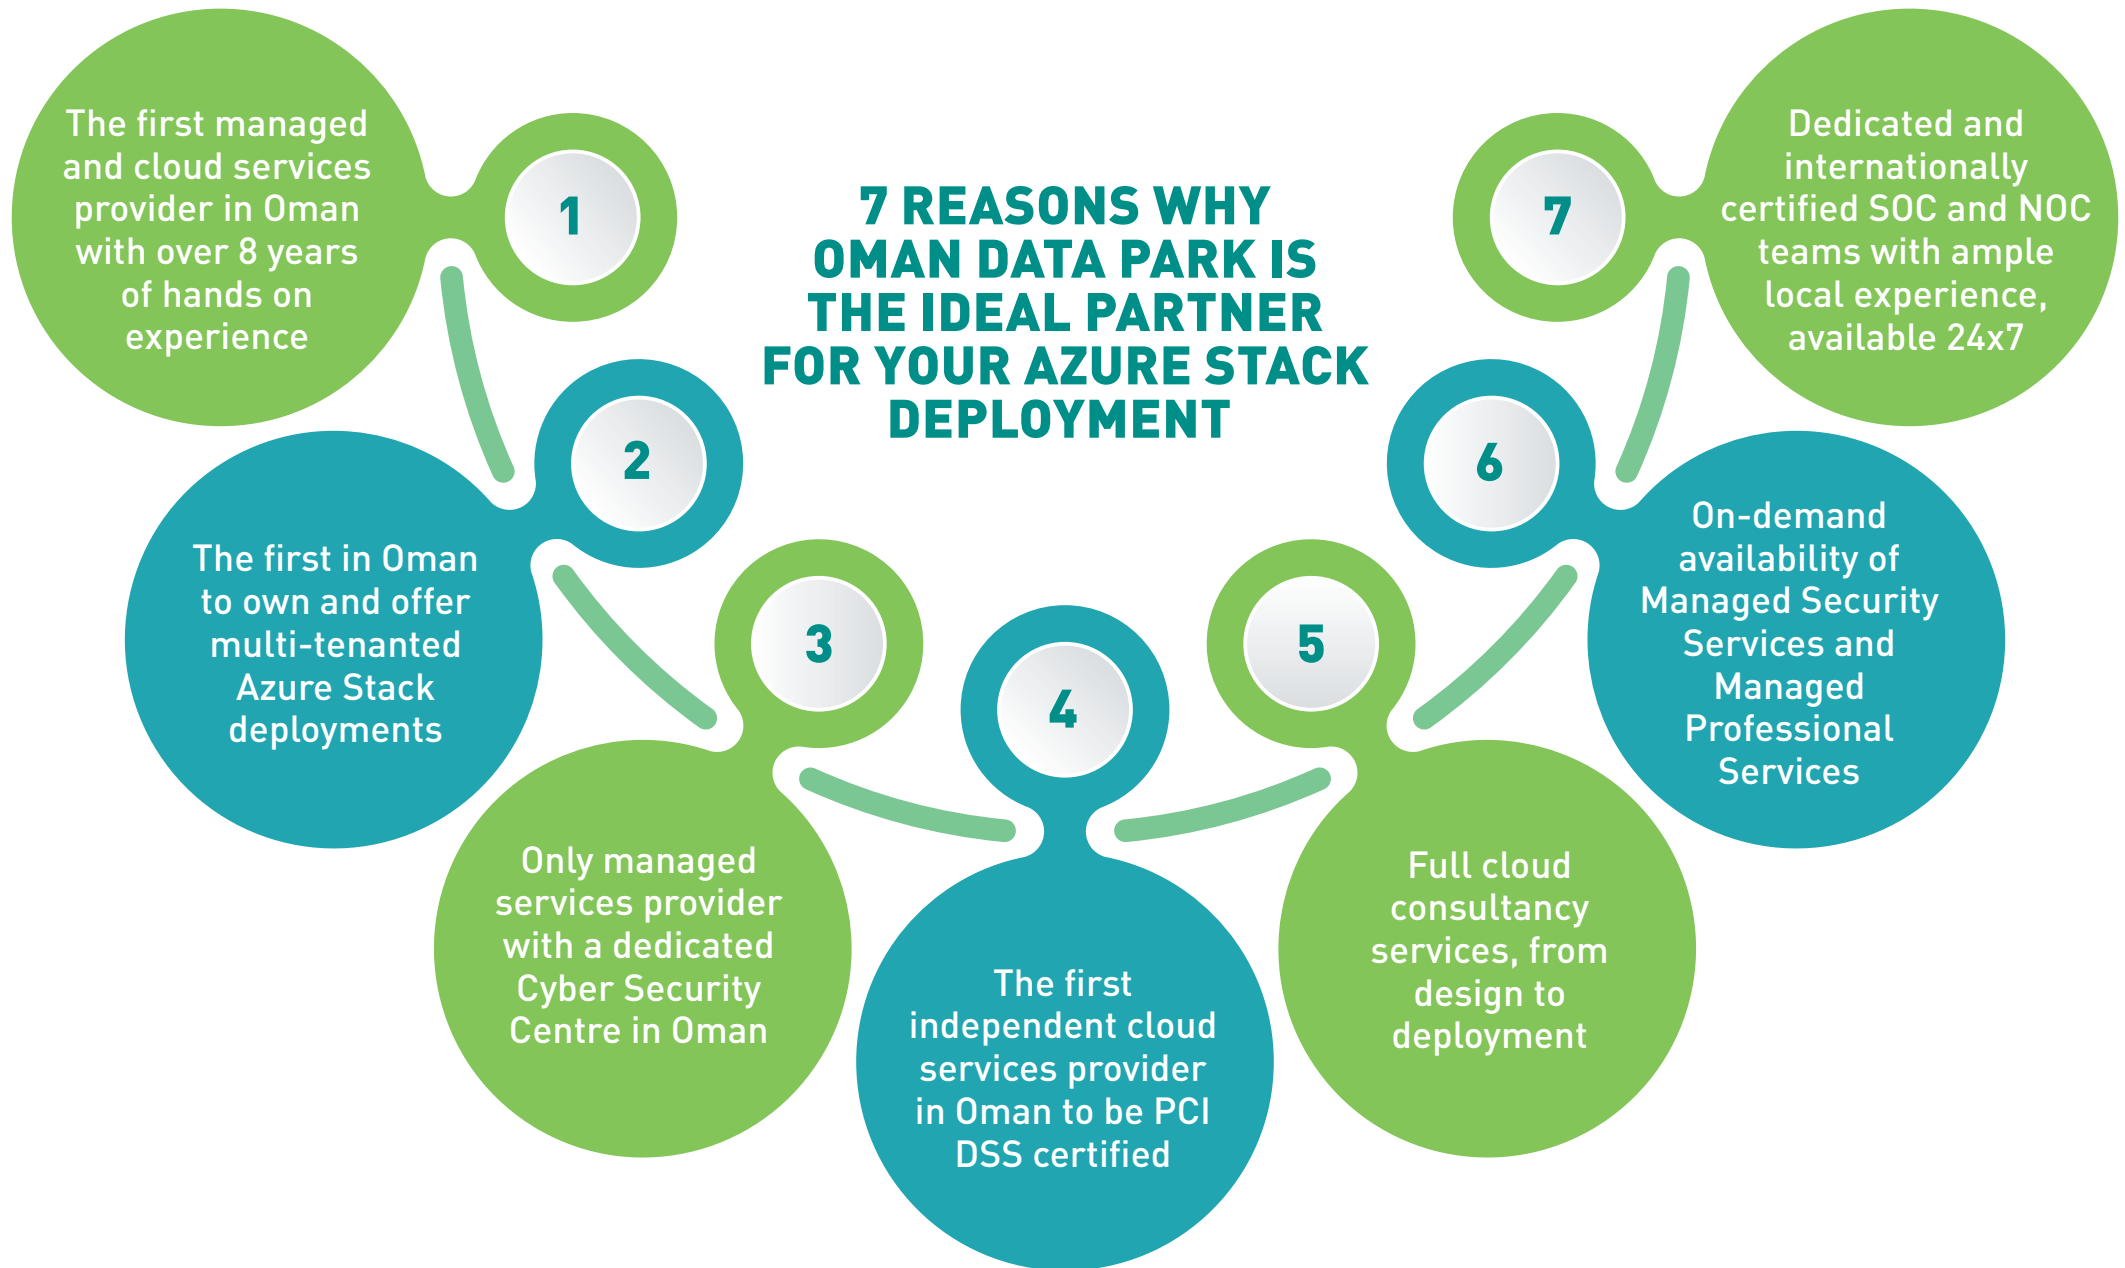 7 REASONS WHY
OMAN DATA PARK IS
THE IDEAL PARTNER
FOR YOUR AZURE STACK
DEPLOYMENT
1
The first managed
and cloud services
provider in Oman
with over 8 years
of hands on
experience
2
The first in Oman
to own and offer
multi-tenanted
Azure Stack
deployments
3
Only managed
services provider
with a dedicated
Cyber Security
Centre in Oman
4
The first
independent cloud
services provider
in Oman to be PCI
DSS certified
5
Full cloud
consultancy
services, from
design to
deployment
6
On-demand
availability of
Managed Security
Services and
Managed
Professional
Services
7
Dedicated and
internationally
certified SOC and NOC
teams with ample
local experience,
available 24x7